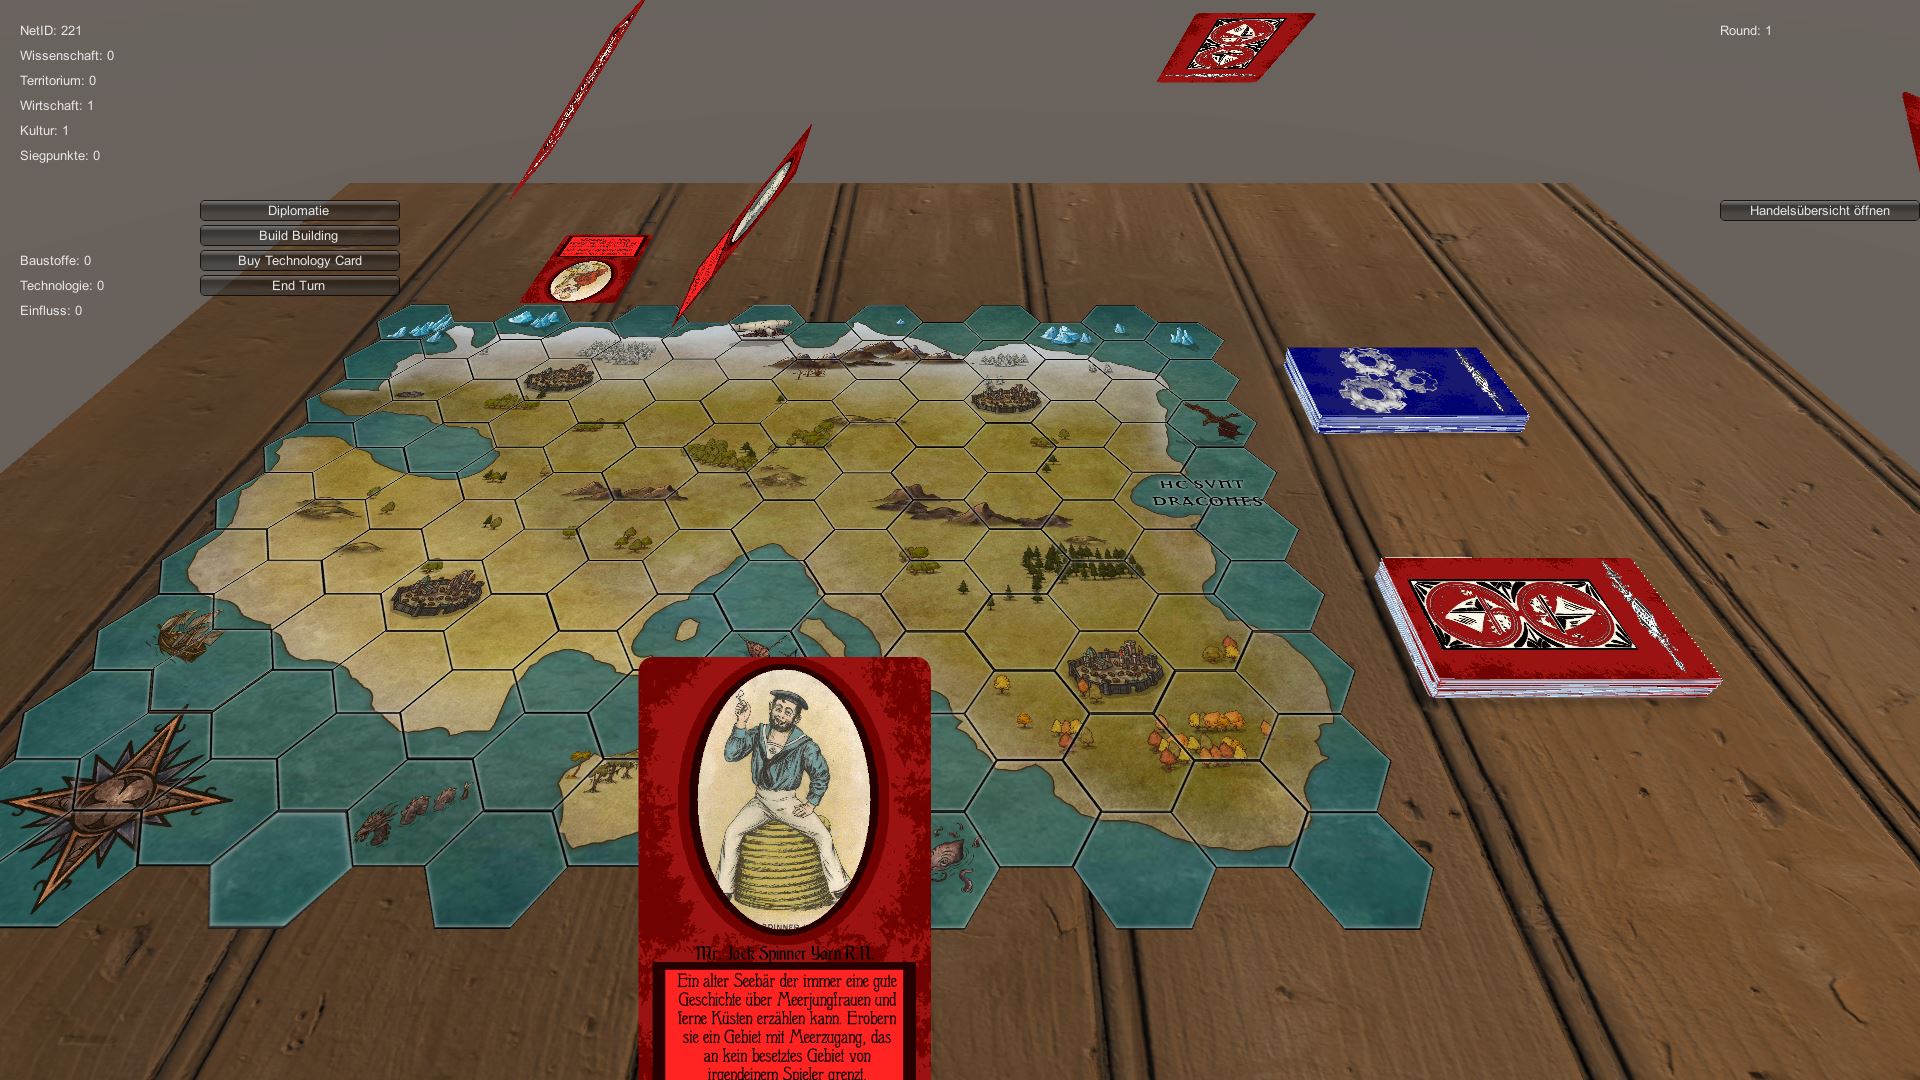 NetID: 221
Wissenschaft: 0
Territorium: 0
Wirtschaft: 1
Kultur: 1
Siegpunkte: 0
Round: 1
Diplomatie
Build Building
Buy Technology Card
End Turn
Handelsübersicht öffnen
Baustoffe: 0
Technologie: 0
Einfluss: 0
HC SVNT
DRACONES
Mr. Jack Spinner Yarn R.N.
Ein alter Seebär der immer eine gute
Geschichte über Meerjungfrauen und
ferne Küsten erzählen kann. Erobern
sie ein Gebiet mit Meerzugang, das
an kein besetztes Gebiet von
irgendeinem Spieler grenzt.